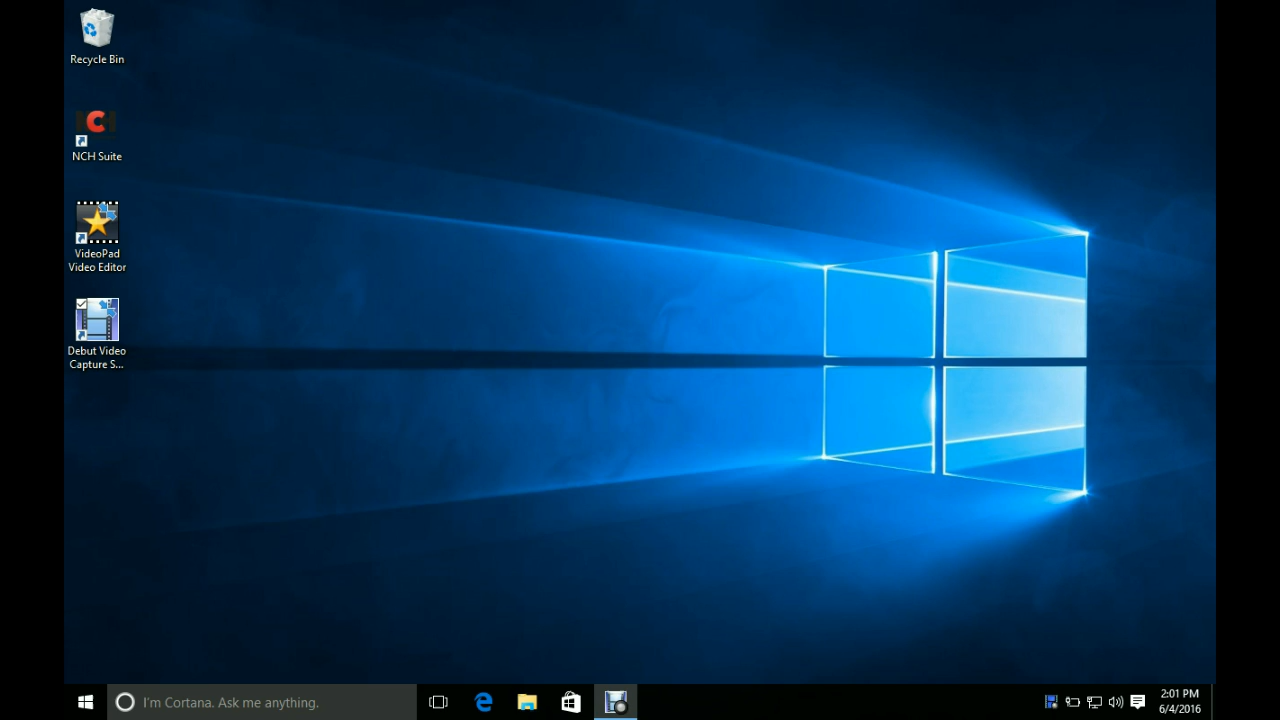 Recycle Bin
NCH
NCH Suite
VideoPad
Video Editor
Debut Video
Capture S...
I'm Cortana. Ask me anything.
2:01 PM
6/4/2016